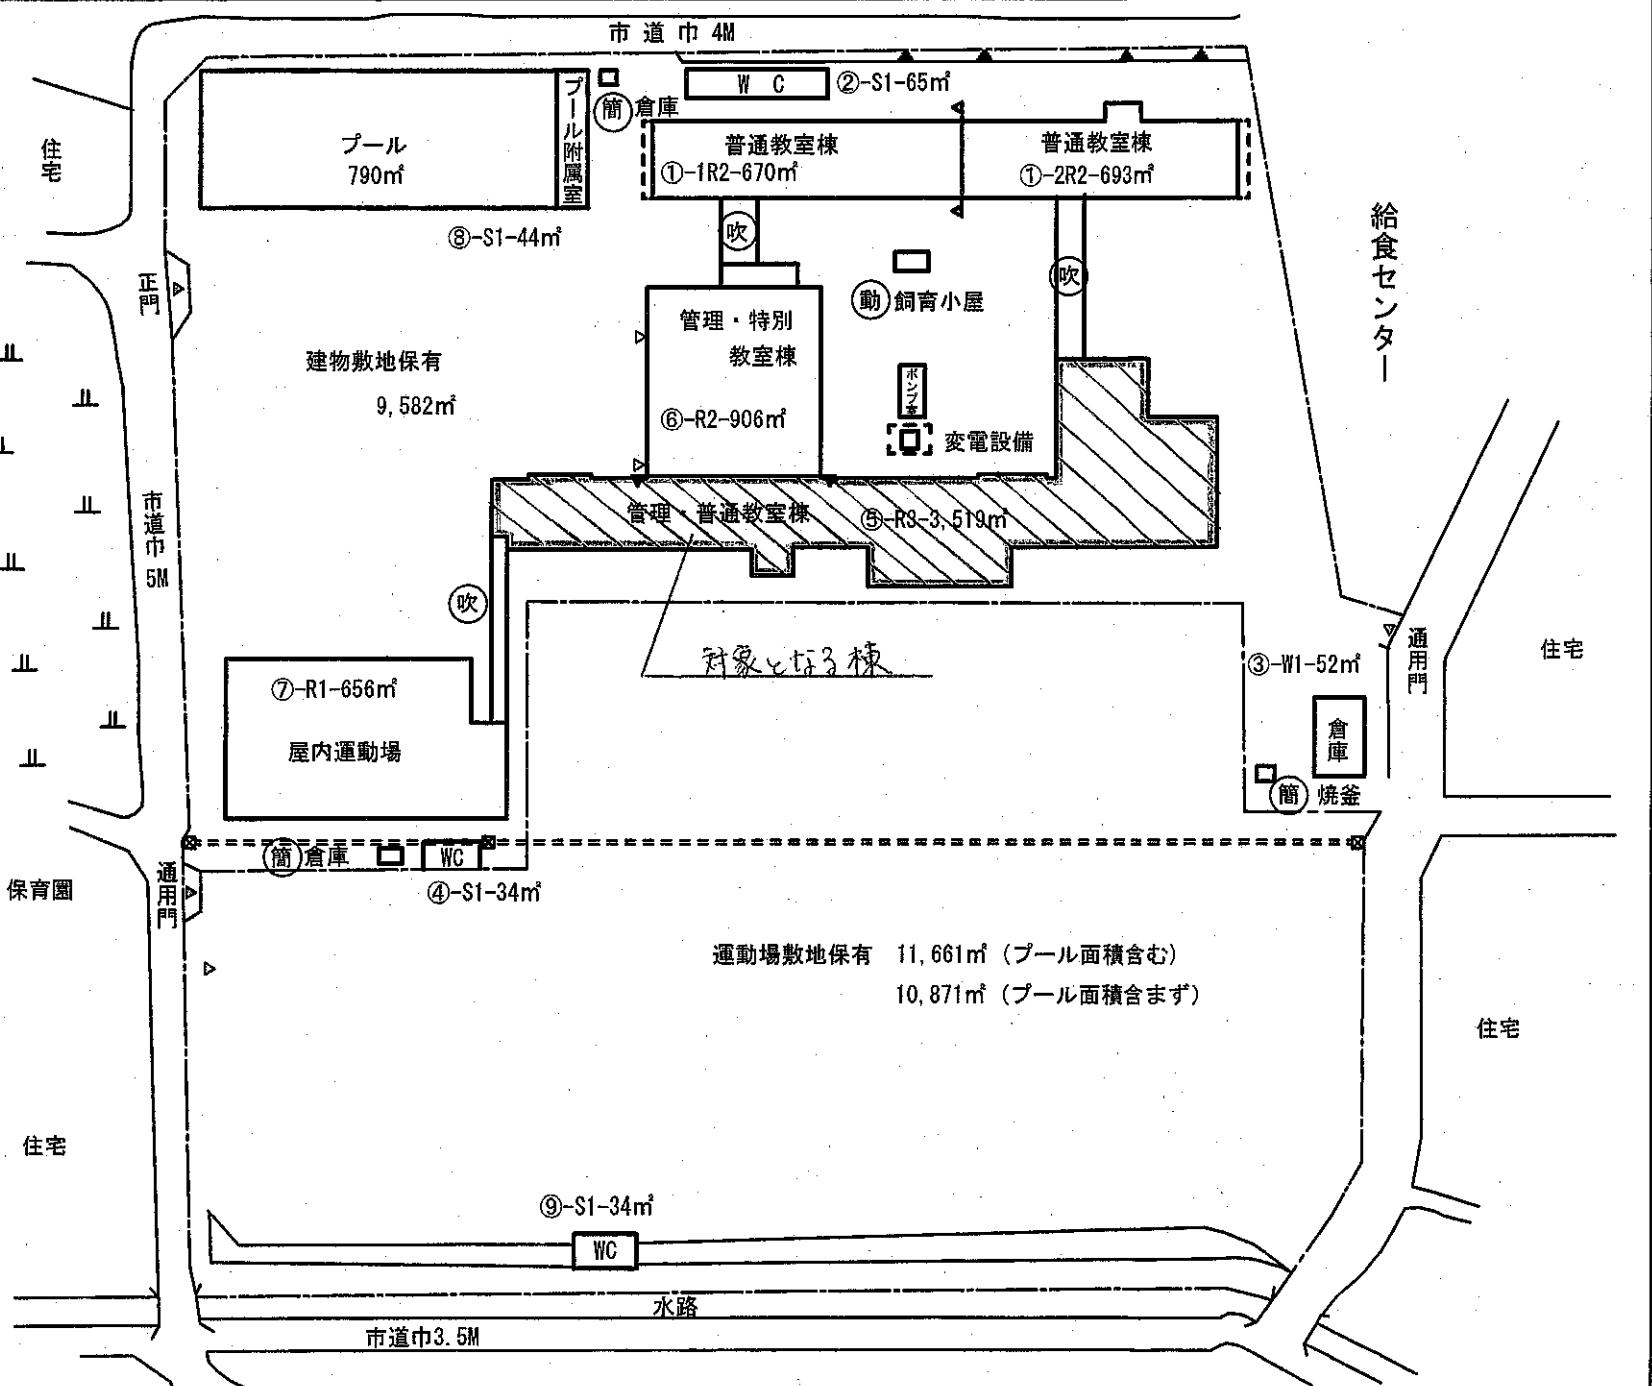 市道巾 4M
WC
②-S1-65㎡
プール附属室
簡 倉庫
プール
790㎡
住宅
普通教室棟
①-1R2-670㎡
普通教室棟
①-2R2-693㎡
⑧-S1-44㎡
吹
吹
給食センター
正門
動 飼育小屋
管理・特別
教室棟
⑥-R2-906㎡
建物敷地保有
9,582㎡
ポンプ室
変電設備
市道巾 5M
管理・普通教室棟
⑤-R3-3,519㎡
吹
対象となる棟
③-W1-52㎡
通用門
住宅
⑦-R1-656㎡
屋内運動場
倉庫
簡 焼釜
簡 倉庫
WC
④-S1-34㎡
通用門
保育園
運動場敷地保有 11,661㎡ (プール面積含む)
10,871㎡ (プール面積含まず)
住宅
住宅
⑨-S1-34㎡
WC
水路
市道巾3.5M